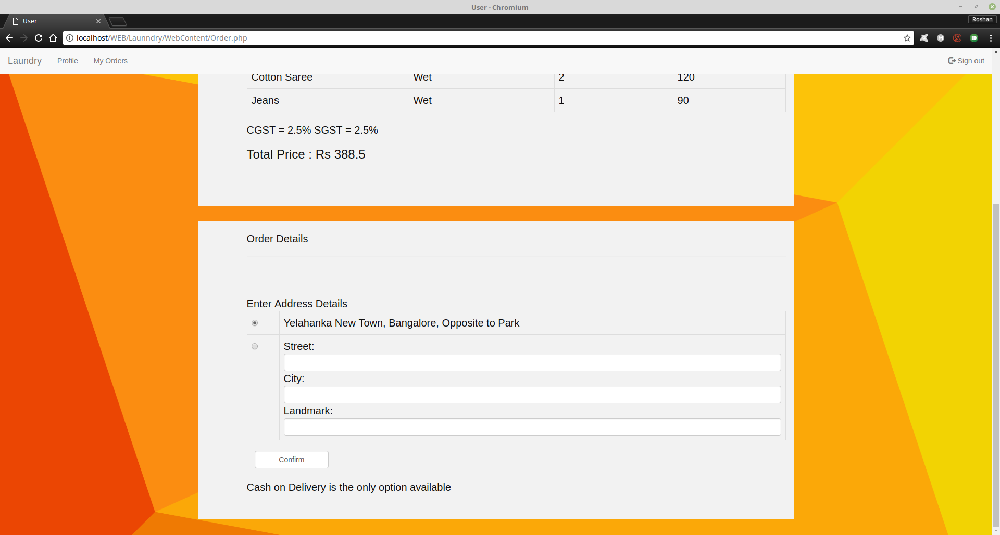 User - Chromium
User
Roshan
localhost/WEB/Launndry/WebContent/Order.php
Laundry Profile My Orders Sign out
Cotton Saree Wet 2 120
Jeans Wet 1 90
CGST = 2.5% SGST = 2.5%
Total Price : Rs 388.5
Order Details
Enter Address Details
Yelahanka New Town, Bangalore, Opposite to Park
Street:
City:
Landmark:
Confirm
Cash on Delivery is the only option available